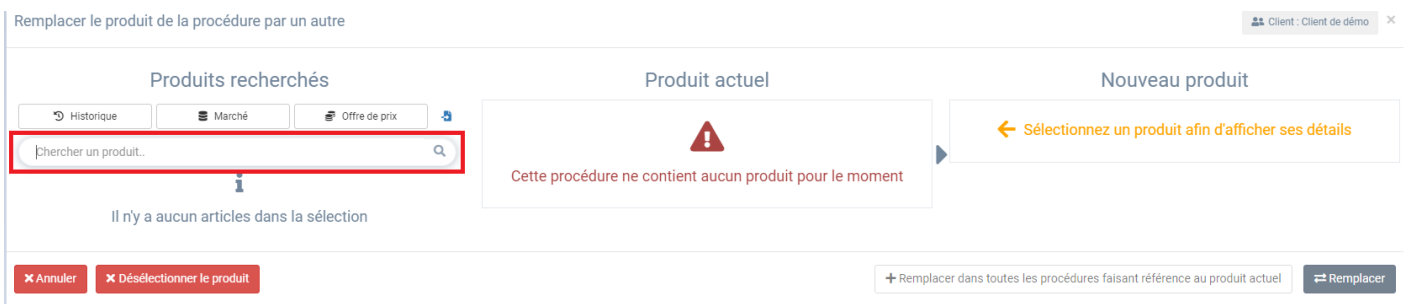 Remplacer le produit de la procédure par un autre
Client : Client de démo
Produits recherchés
Historique
Marché
Offre de prix
Chercher un produit..
Il n'y a aucun articles dans la sélection
Produit actuel
Cette procédure ne contient aucun produit pour le moment
Nouveau produit
Sélectionnez un produit afin d'afficher ses détails
Annuler
Désélectionner le produit
Remplacer dans toutes les procédures faisant référence au produit actuel
Remplacer